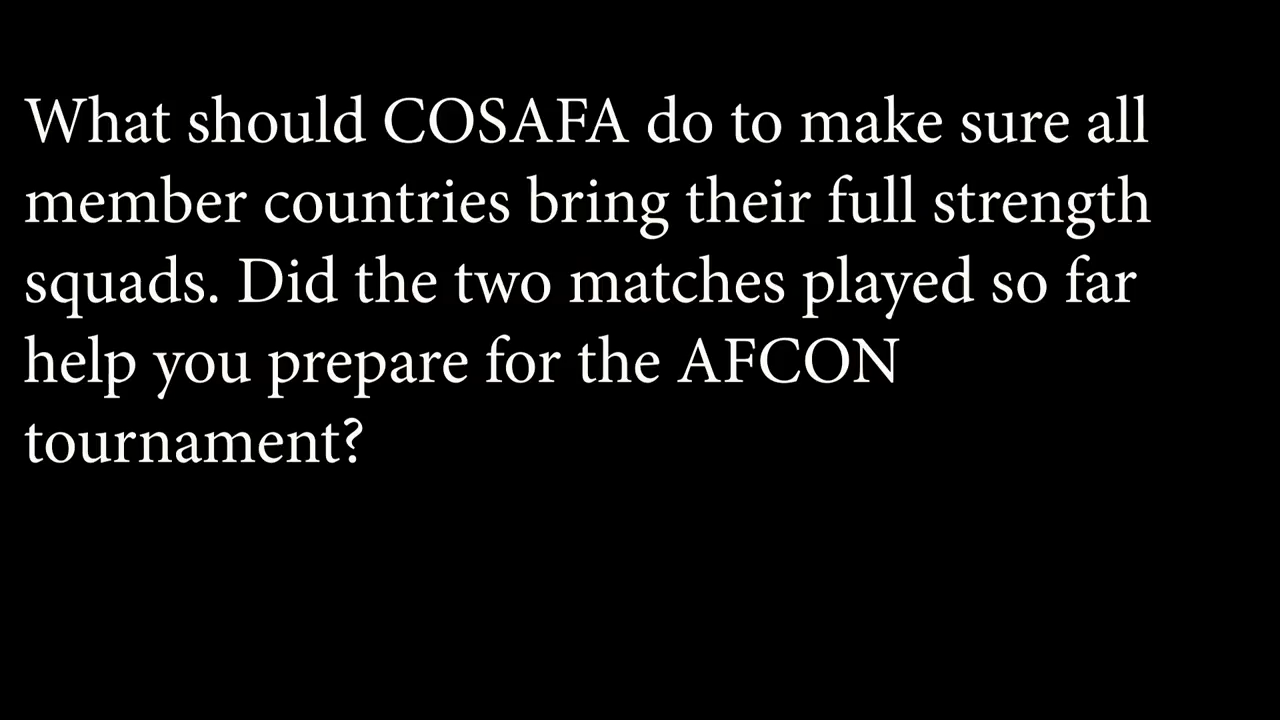 What should COSAFA do to make sure all
member countries bring their full strength
squads. Did the two matches played so far
help you prepare for the AFCON
tournament?